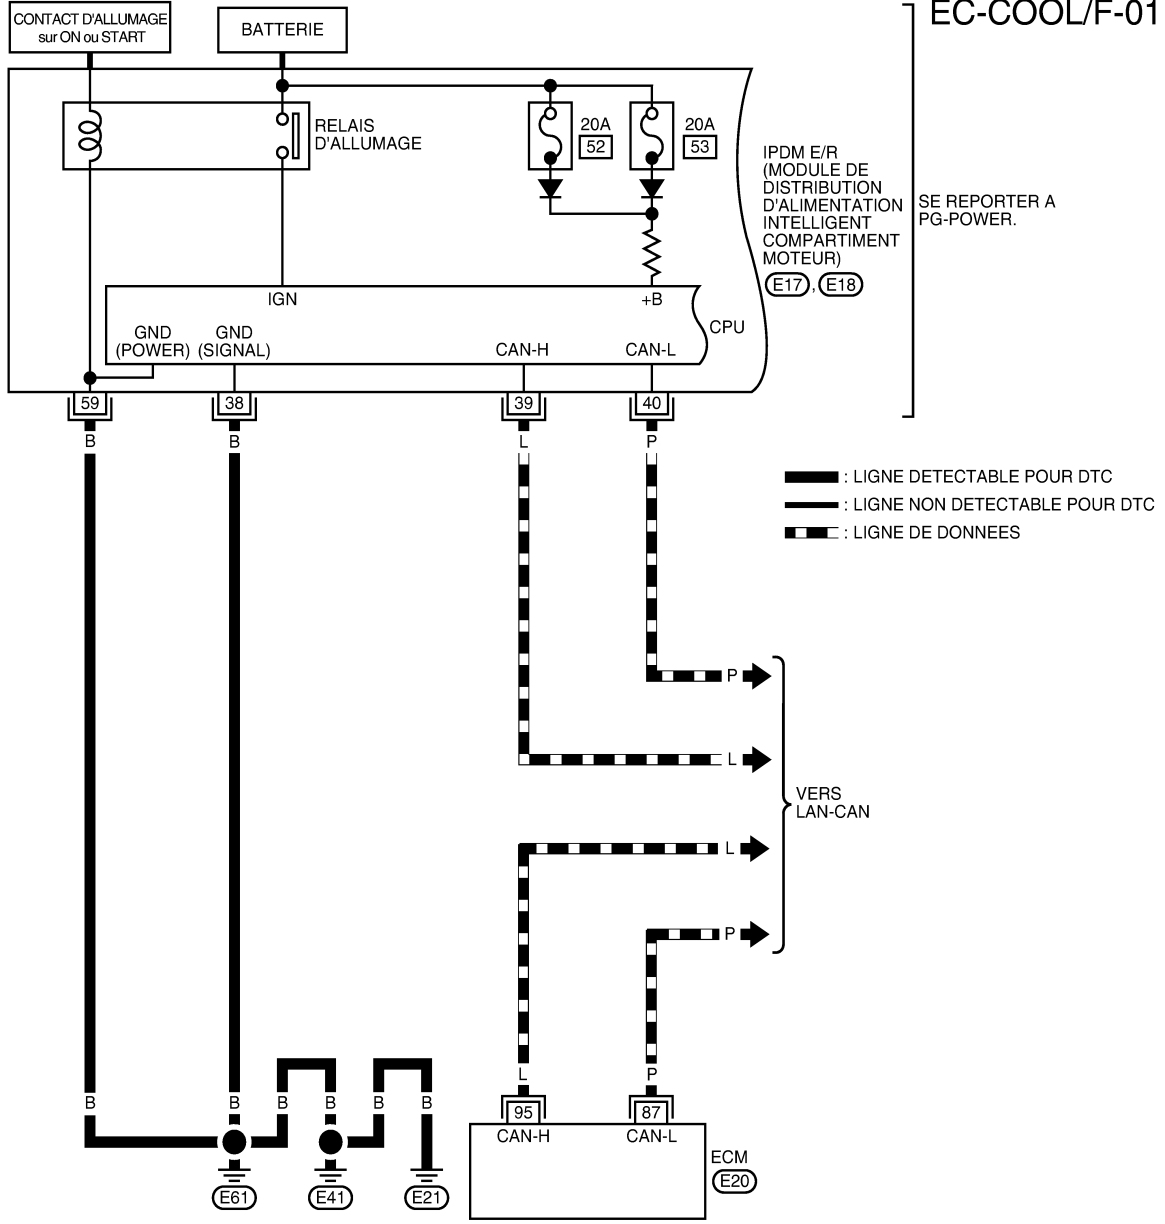 EC-COOL/F-01
CONTACT D'ALLUMAGE
sur ON ou START
BATTERIE
RELAIS
D'ALLUMAGE
20A
52
20A
53
IPDM E/R
(MODULE DE
DISTRIBUTION
D'ALIMENTATION
INTELLIGENT
COMPARTIMENT
MOTEUR)
E17, E18
SE REPORTER A
PG-POWER.
IGN
+B
CPU
GND
(POWER)
GND
(SIGNAL)
CAN-H
CAN-L
59
38
39
40
B
B
L
P
: LIGNE DETECTABLE POUR DTC
: LIGNE NON DETECTABLE POUR DTC
: LIGNE DE DONNEES
P
L
VERS
LAN-CAN
L
P
L
P
B
B
B
B
B
B
95
87
CAN-H
CAN-L
ECM
E20
E61
E41
E21